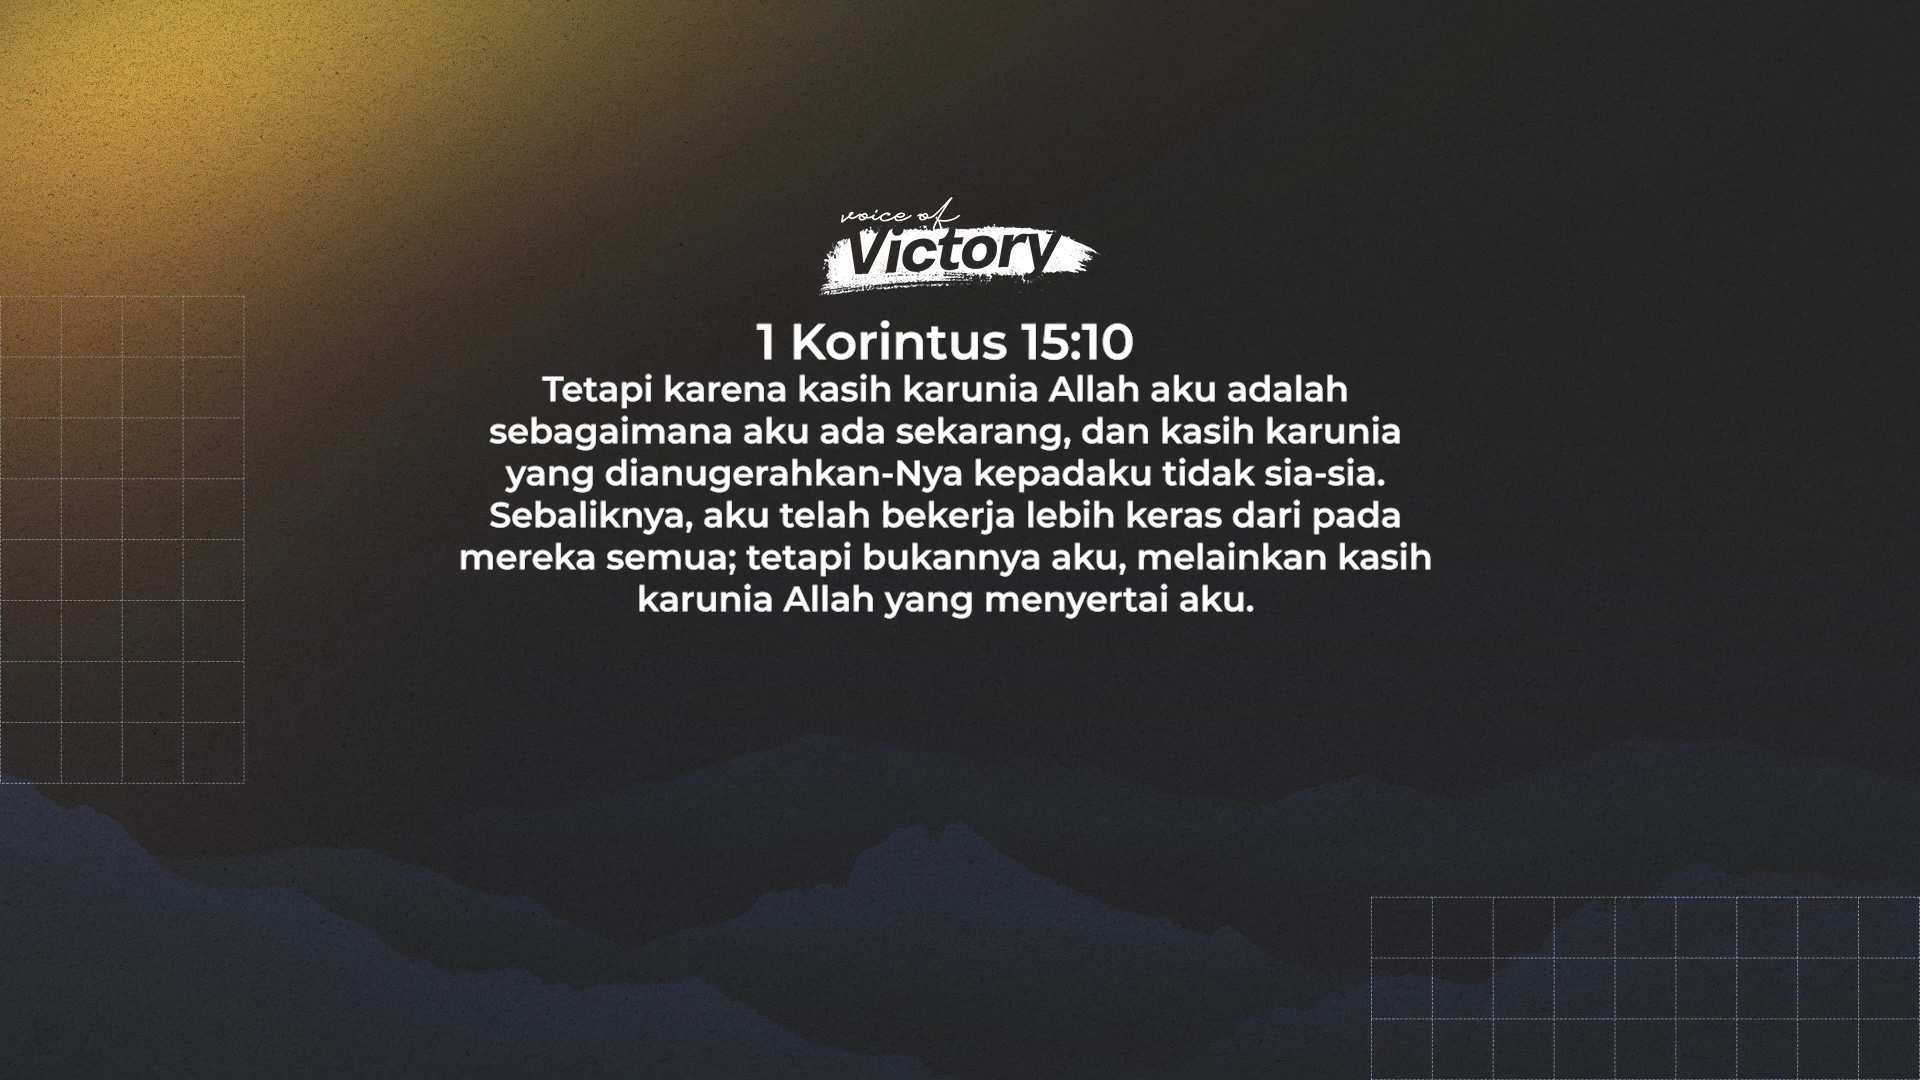 voice of
Victory
1 Korintus 15:10
Tetapi karena kasih karunia Allah aku adalah
sebagaimana aku ada sekarang, dan kasih karunia
yang dianugerahkan-Nya kepadaku tidak sia-sia.
Sebaliknya, aku telah bekerja lebih keras dari pada
mereka semua; tetapi bukannya aku, melainkan kasih
karunia Allah yang menyertai aku.